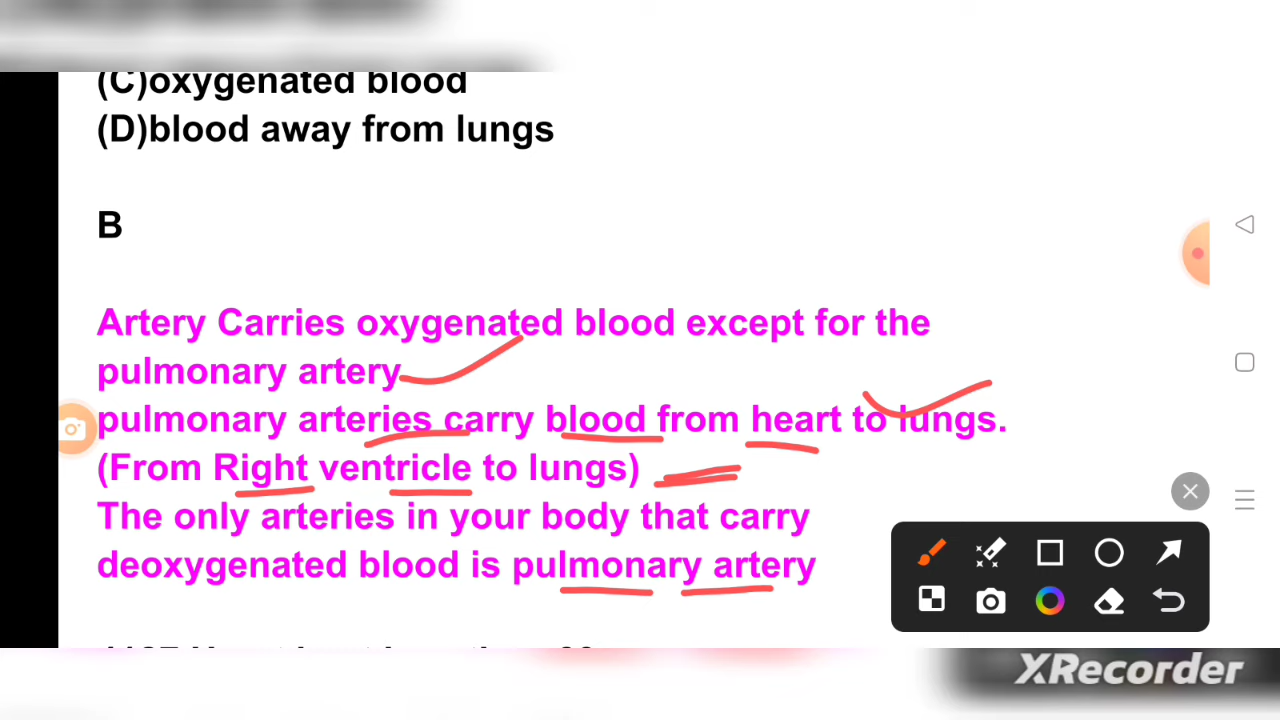 (C)oxygenated blood
(D)blood away from lungs
B
Artery Carries oxygenated blood except for the
pulmonary artery
pulmonary arteries carry blood from heart to lungs.
(From Right ventricle to lungs)
The only arteries in your body that carry
deoxygenated blood is pulmonary artery
XRecorder